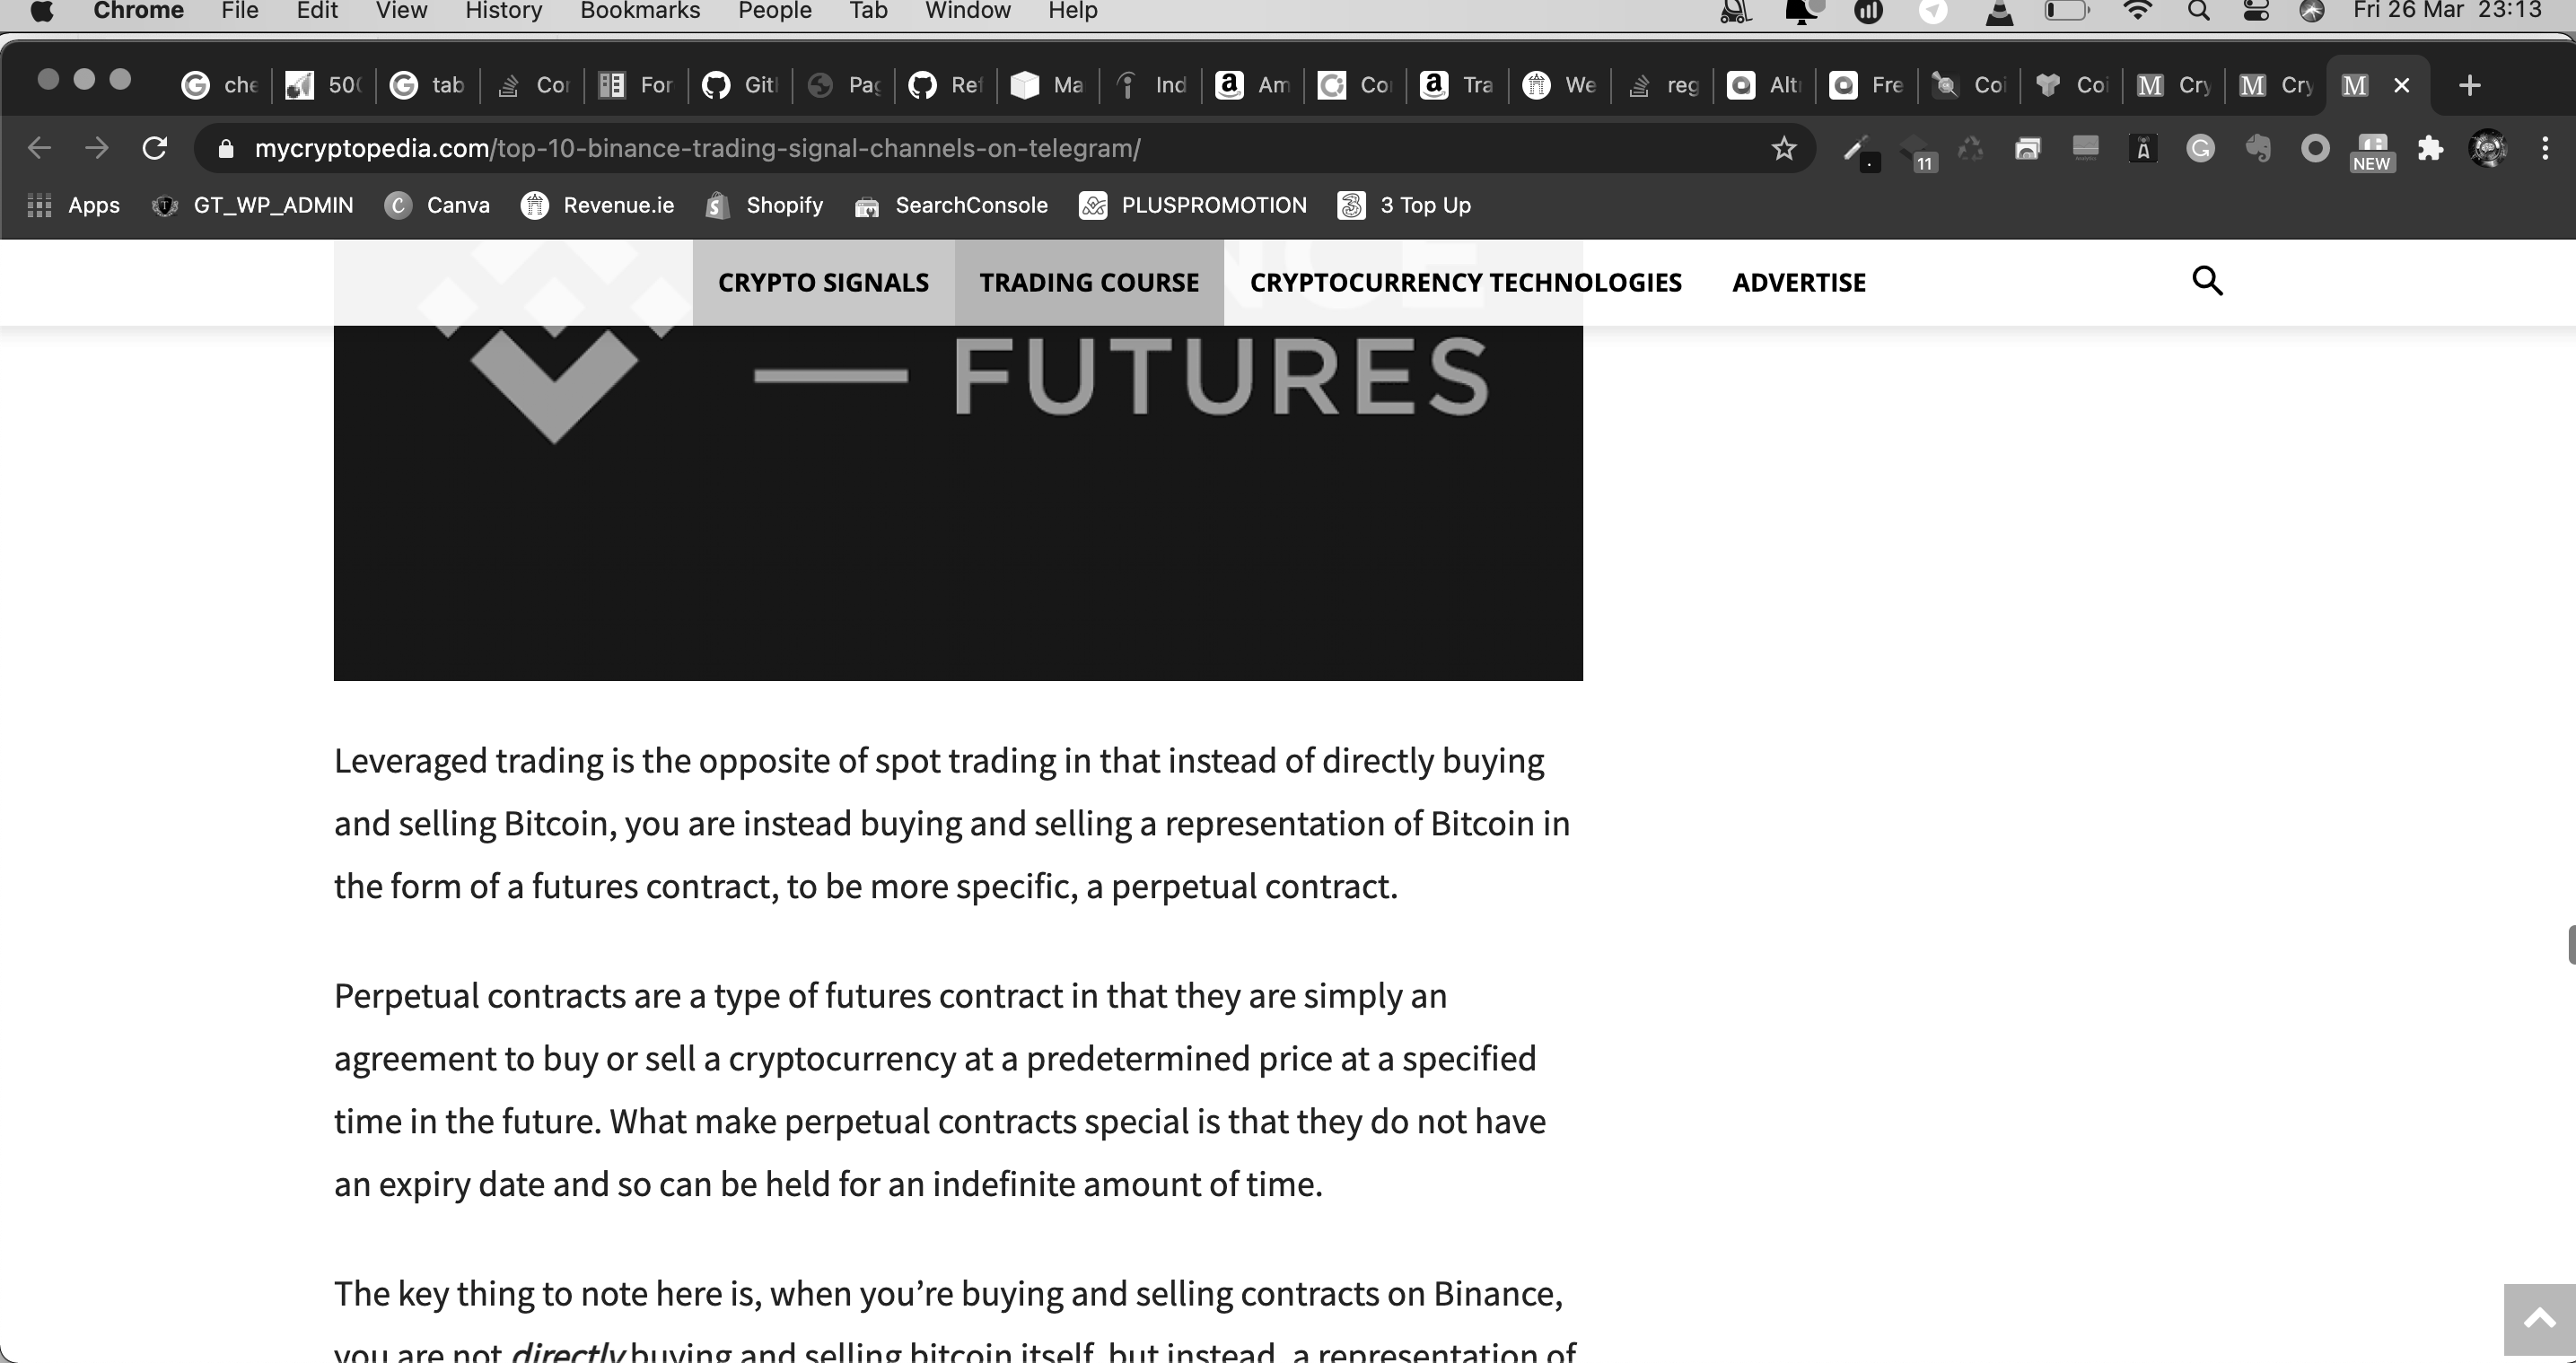 Chrome File Edit View History Bookmarks People Tab Window Help Fri 26 Mar 23:13
che 500 tab Cor For Git Pag Ref Ma Ind Am Co Tra We reg Alt Fre Coi Coi Cry Cry
mycryptopedia.com/top-10-binance-trading-signal-channels-on-telegram/ 11 NEW
Apps GT_WP_ADMIN Canva Revenue.ie Shopify SearchConsole PLUSPROMOTION 3 Top Up
CRYPTO SIGNALS TRADING COURSE CRYPTOCURRENCY TECHNOLOGIES ADVERTISE
— FUTURES
Leveraged trading is the opposite of spot trading in that instead of directly buying
and selling Bitcoin, you are instead buying and selling a representation of Bitcoin in
the form of a futures contract, to be more specific, a perpetual contract.
Perpetual contracts are a type of futures contract in that they are simply an
agreement to buy or sell a cryptocurrency at a predetermined price at a specified
time in the future. What make perpetual contracts special is that they do not have
an expiry date and so can be held for an indefinite amount of time.
The key thing to note here is, when you’re buying and selling contracts on Binance,
you are not directly buying and selling bitcoin itself, but instead, a representation of